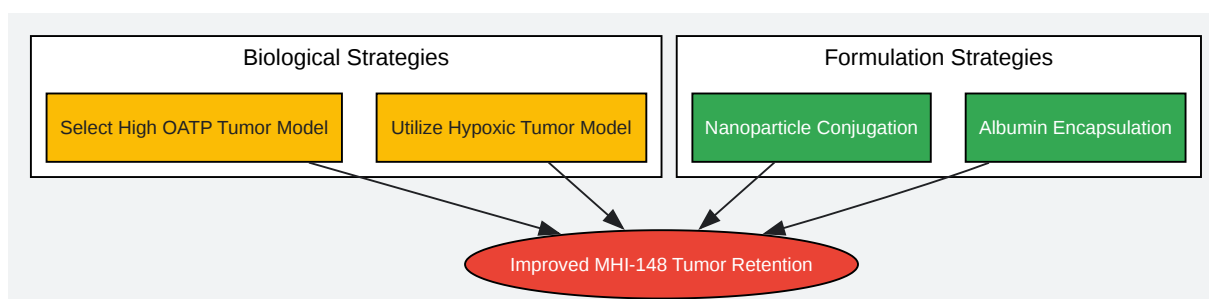 Biological Strategies
Formulation Strategies
Select High OATP Tumor Model
Utilize Hypoxic Tumor Model
Nanoparticle Conjugation
Albumin Encapsulation
Improved MHI-148 Tumor Retention